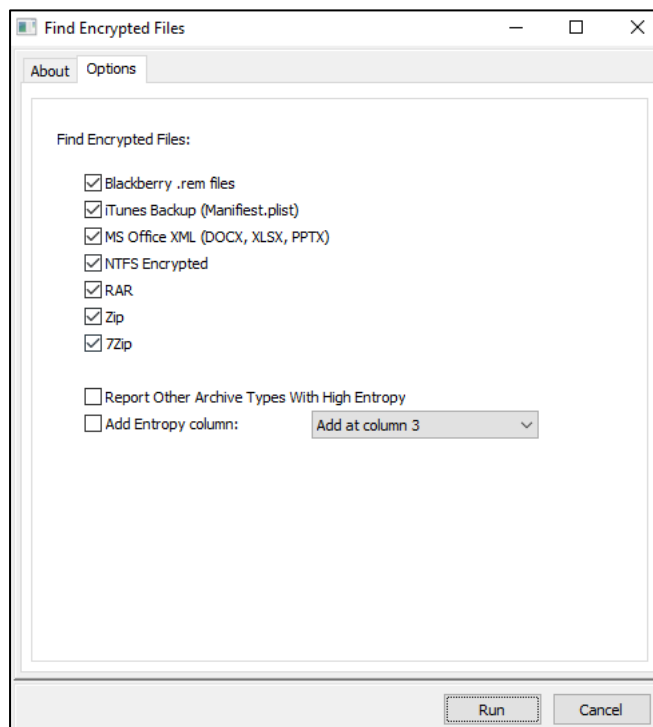 Find Encrypted Files
About Options
Find Encrypted Files:
Blackberry .rem files
iTunes Backup (Manifiest.plist)
MS Office XML (DOCX, XLSX, PPTX)
NTFS Encrypted
RAR
Zip
7Zip
Report Other Archive Types With High Entropy
Add Entropy column: Add at column 3
Run Cancel